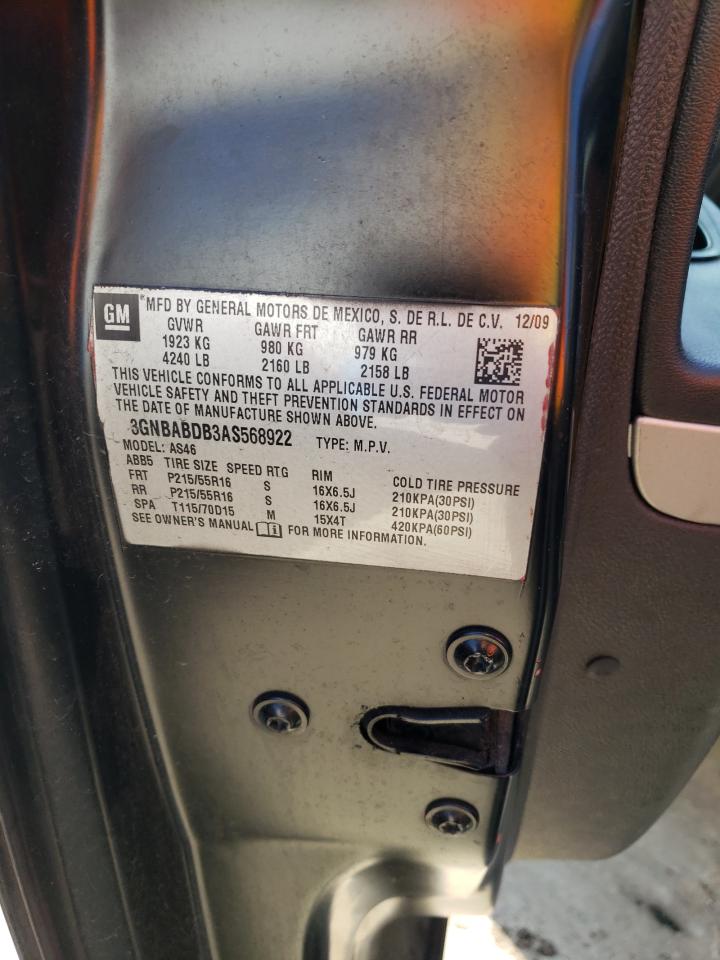 GM
*MFD BY GENERAL MOTORS DE MEXICO, S. DE R.L. DE C.V. 12/09
GVWR GAWR FRT GAWR RR
1923 KG 980 KG 979 KG
4240 LB 2160 LB 2158 LB
THIS VEHICLE CONFORMS TO ALL APPLICABLE U.S. FEDERAL MOTOR
VEHICLE SAFETY AND THEFT PREVENTION STANDARDS IN EFFECT ON
THE DATE OF MANUFACTURE SHOWN ABOVE.
3GNBABDB3AS568922 TYPE: M.P.V.
MODEL: AS46
ABB5 TIRE SIZE SPEED RTG RIM COLD TIRE PRESSURE
FRT P215/55R16 S 16X6.5J 210KPA(30PSI)
RR P215/55R16 S 16X6.5J 210KPA(30PSI)
SPA T115/70D15 M 15X4T 420KPA(60PSI)
SEE OWNER'S MANUAL FOR MORE INFORMATION.